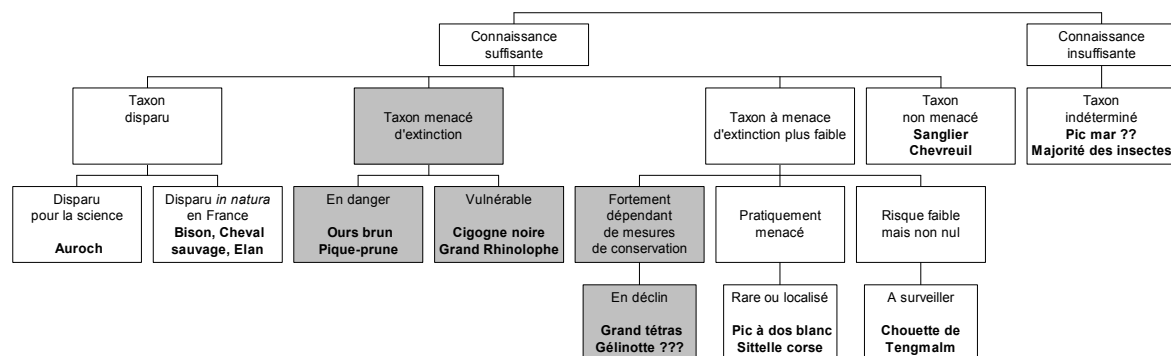 Connaissance
suffisante
Connaissance
insuffisante
Taxon
disparu
Taxon menacé
d'extinction
Taxon à menace
d'extinction plus faible
Taxon
non menacé
Sanglier
Chevreuil
Taxon
indéterminé
Pic mar ??
Majorité des insectes
Disparu
pour la science
Auroch
Disparu in natura
en France
Bison, Cheval
sauvage, Elan
En danger
Ours brun
Pique-prune
Vulnérable
Cigogne noire
Grand Rhinolophe
Fortement
dépendant
de mesures
de conservation
Pratiquement
menacé
Risque faible
mais non nul
En déclin
Grand tétras
Gélinotte ???
Rare ou localisé
Pic à dos blanc
Sittelle corse
A surveiller
Chouette de
Tengmalm